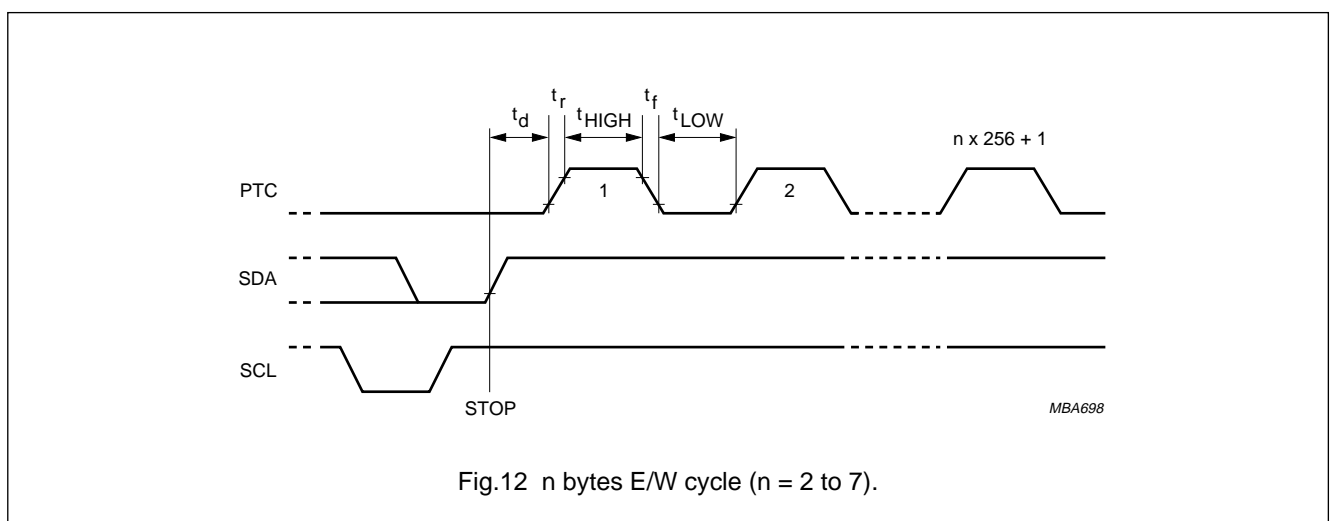 t_d t_r t_HIGH t_f t_LOW
n x 256 + 1
PTC 1 2
SDA
SCL
STOP
MBA698
Fig.12 n bytes E/W cycle (n = 2 to 7).